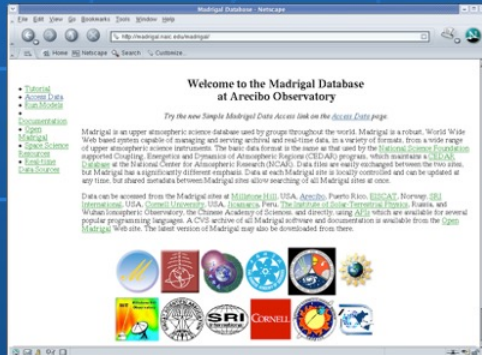 Madrigal Database - Netscape
File Edit View Go Bookmarks Tools Window Help
http://madrigal.naic.edu/madrigal/
Home Netscape Search Customize...
Tutorial
Access Data
Run Models
Documentation
Open
Madrigal
Space Science
Resources
Real time
Data Sources
Welcome to the Madrigal Database
at Arecibo Observatory
Try the new Simple Madrigal Data Access link on the Access Data page.
Madrigal is an upper atmospheric science database used by groups throughout the world. Madrigal is a robust, World Wide
Web based system capable of managing and serving archival and real-time data, in a variety of formats, from a wide range
of upper atmospheric science instruments. The basic data format is the same as that used by the National Science Foundation
supported Coupling, Energetics and Dynamics of Atmospheric Regions (CEDAR) program, which maintains a CEDAR
Database at the National Center for Atmospheric Research (NCAR). Data files are easily exchanged between the two sites,
but Madrigal has a significantly different emphasis. Data at each Madrigal site is locally controlled and can be updated at
any time, but shared metadata between Madrigal sites allow searching of all Madrigal sites at once.
Data can be accessed from the Madrigal sites at Millstone Hill, USA, Arecibo, Puerto Rico, EISCAT, Norway, SRI
International, USA, Cornell University, USA, Jicamarca, Peru, The Institute of Solar-Terrestrial Physics, Russia, and
Wuhan Ionospheric Observatory, the Chinese Academy of Sciences, and directly, using APIs which are available for several
popular programming languages. A CVS archive of all Madrigal software and documentation is available from the Open
Madrigal Web site. The latest version of Madrigal may also be downloaded from there.
SRI
CORNELL